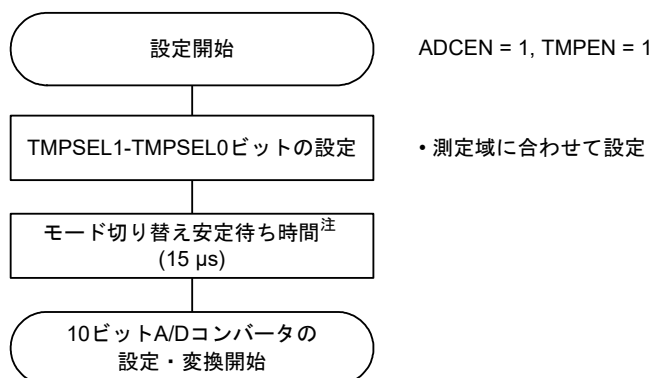 設定開始
ADCEN = 1, TMPEN = 1
TMPSEL1-TMPSEL0ビットの設定
• 測定域に合わせて設定
モード切り替え安定待ち時間注
(15 μs)
10ビットA/Dコンバータの
設定・変換開始